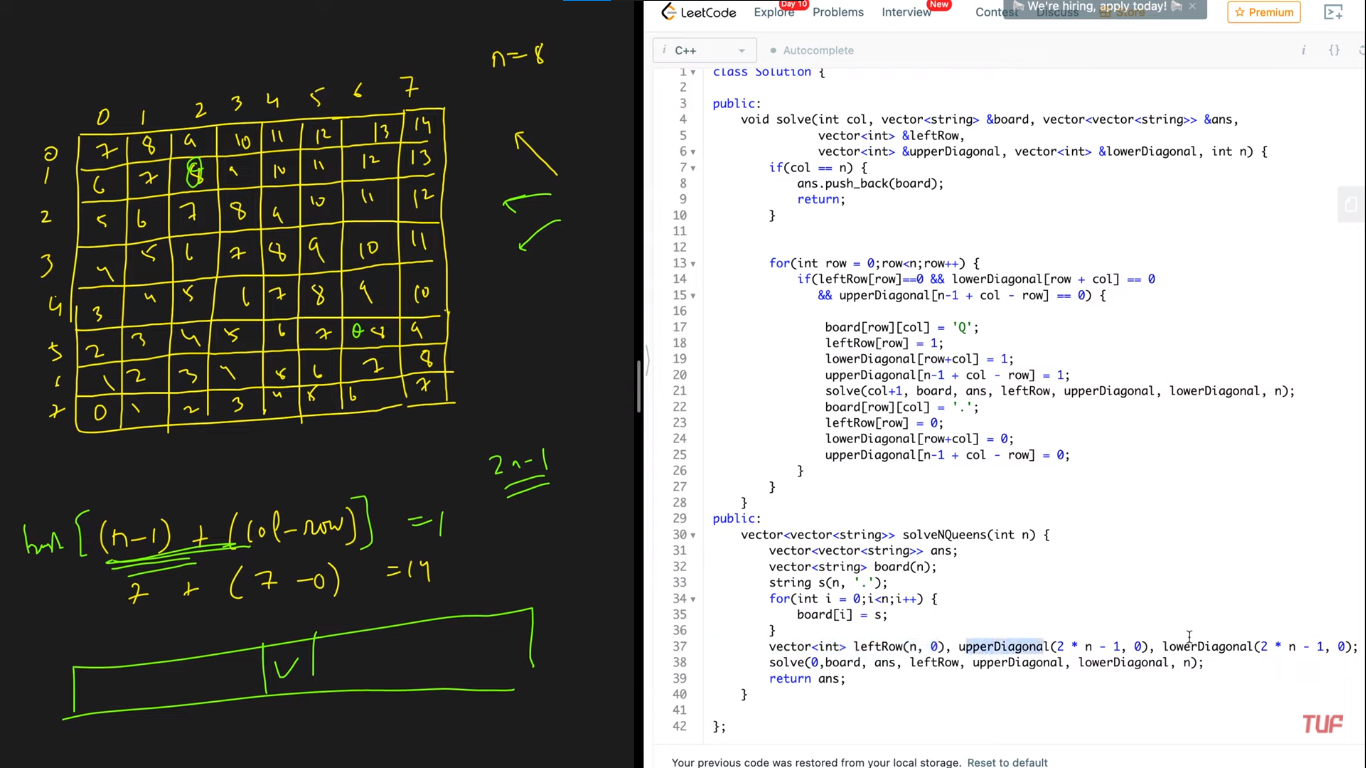 n=8
0 1 2 3 4 5 6 7
0 7 8 9 10 11 12 13 14
1 6 7 8 9 10 11 12 13
2 5 6 7 8 9 10 11 12
3 4 5 6 7 8 9 10 11
4 3 4 5 6 7 8 9 10
5 2 3 4 5 6 7 8 9
6 1 2 3 4 5 6 7 8
7 0 1 2 3 4 5 6 7
2n-1
[(n-1) + (col-row)] =1
7 + (7-0) =14
LeetCode
Explore
Day 10
Problems
Interview
New
Contest
Discuss
Store
We're hiring, apply today!
Premium
i C++
Autocomplete
i {}
1 class Solution {
2
3 public:
4 void solve(int col, vector<string> &board, vector<vector<string>> &ans,
5 vector<int> &leftRow,
6 vector<int> &upperDiagonal, vector<int> &lowerDiagonal, int n) {
7 if(col == n) {
8 ans.push_back(board);
9 return;
10 }
11
12
13 for(int row = 0;row<n;row++) {
14 if(leftRow[row]==0 && lowerDiagonal[row + col] == 0
15 && upperDiagonal[n-1 + col - row] == 0) {
16
17 board[row][col] = 'Q';
18 leftRow[row] = 1;
19 lowerDiagonal[row+col] = 1;
20 upperDiagonal[n-1 + col - row] = 1;
21 solve(col+1, board, ans, leftRow, upperDiagonal, lowerDiagonal, n);
22 board[row][col] = '.';
23 leftRow[row] = 0;
24 lowerDiagonal[row+col] = 0;
25 upperDiagonal[n-1 + col - row] = 0;
26 }
27 }
28 }
29 public:
30 vector<vector<string>> solveNQueens(int n) {
31 vector<vector<string>> ans;
32 vector<string> board(n);
33 string s(n, '.');
34 for(int i = 0;i<n;i++) {
35 board[i] = s;
36 }
37 vector<int> leftRow(n, 0), upperDiagonal(2 * n - 1, 0), lowerDiagonal(2 * n - 1, 0);
38 solve(0,board, ans, leftRow, upperDiagonal, lowerDiagonal, n);
39 return ans;
40 }
41
42 };
TUF
Your previous code was restored from your local storage. Reset to default